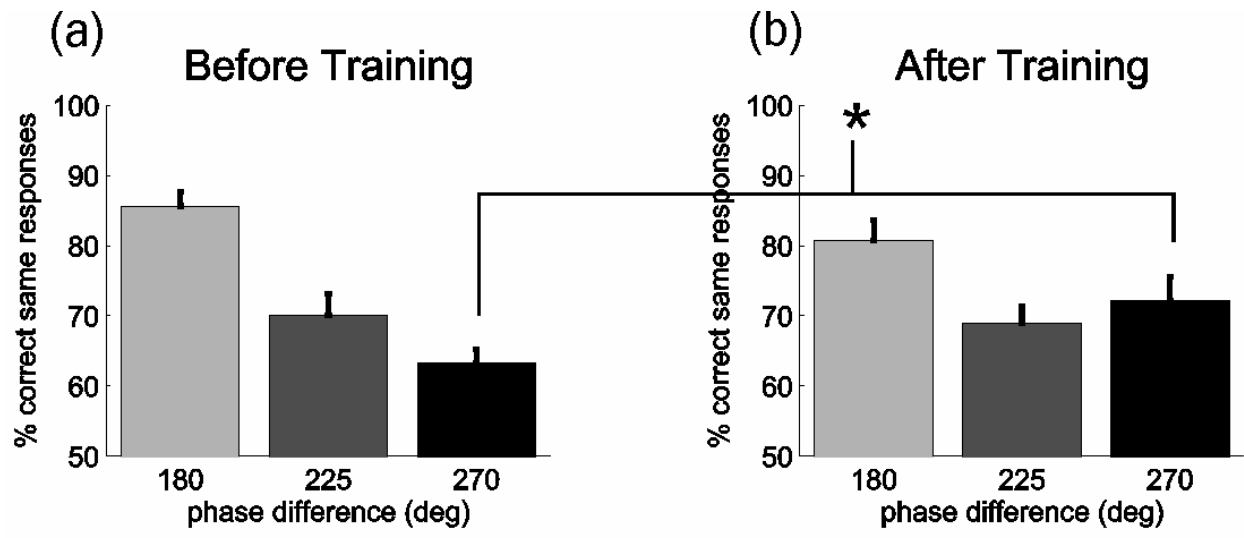 (a)
Before Training
% correct same responses
100
90
80
70
60
50
180 225 270
phase difference (deg)
(b)
After Training
*
% correct same responses
100
90
80
70
60
50
180 225 270
phase difference (deg)